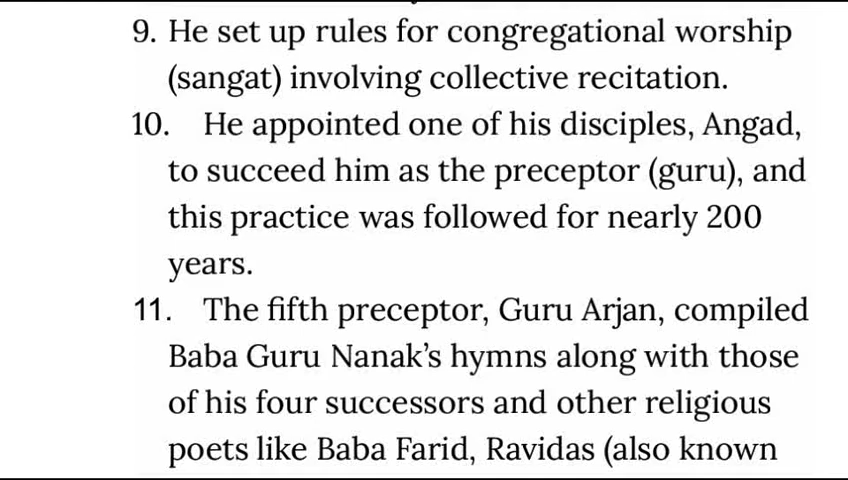 9. He set up rules for congregational worship
(sangat) involving collective recitation.
10. He appointed one of his disciples, Angad,
to succeed him as the preceptor (guru), and
this practice was followed for nearly 200
years.
11. The fifth preceptor, Guru Arjan, compiled
Baba Guru Nanak’s hymns along with those
of his four successors and other religious
poets like Baba Farid, Ravidas (also known